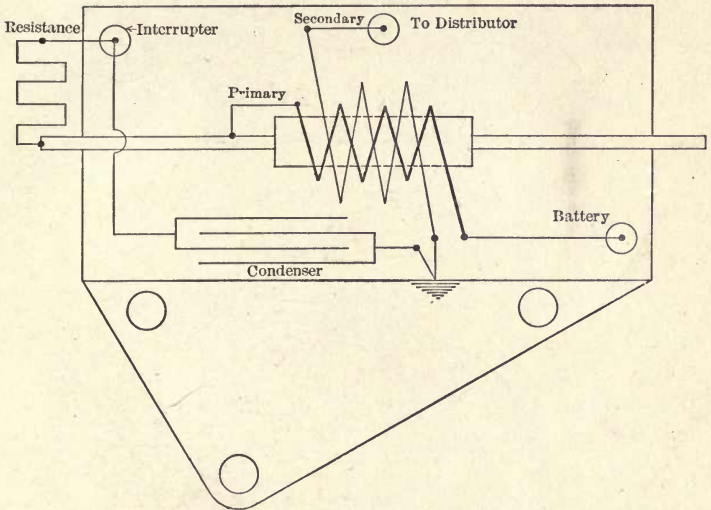 Secondary
To Distributor
Resistance
Interrupter
Primary
Battery
Condenser